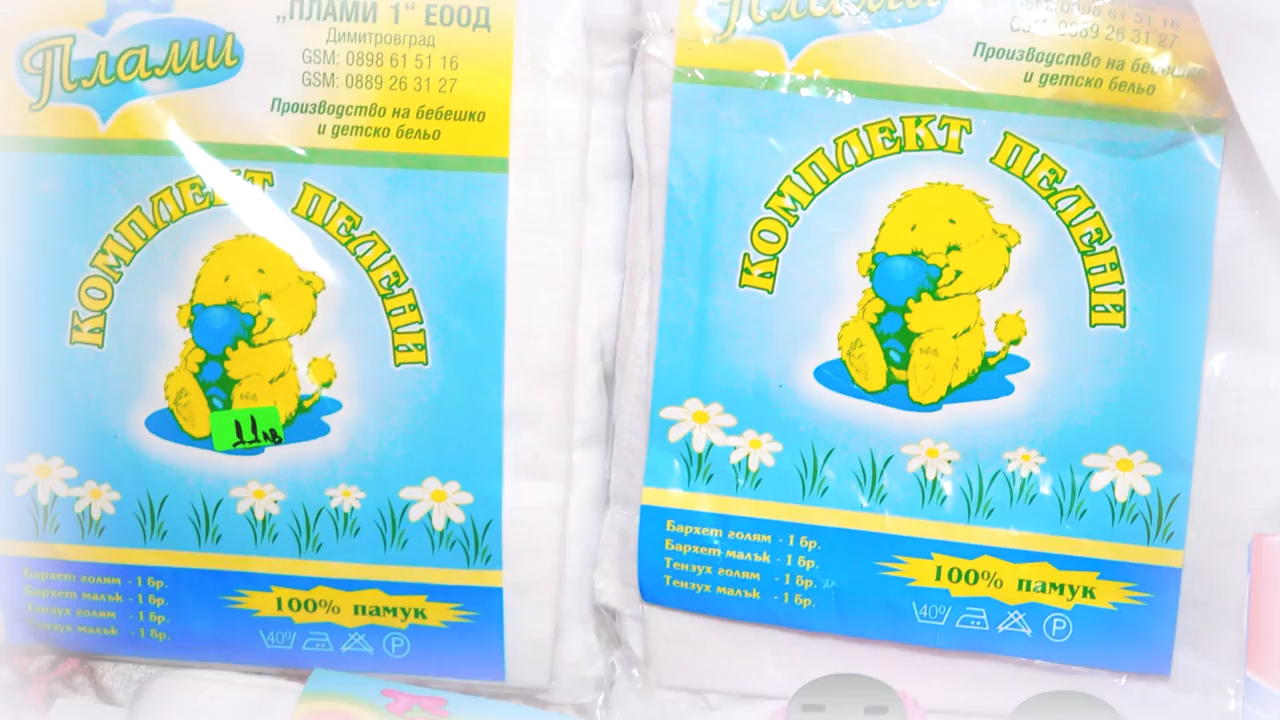 „ПЛАМИ 1“ ЕООД
Димитровград
GSM: 0898 61 51 16
GSM: 0889 26 31 27
Плами
Производство на бебешко
и детско бельо
КОМПЛЕКТ ПЕЛЕНИ
11лв
Бархет голям - 1 бр.
Бархет малък - 1 бр.
Тензух голям - 1 бр.
Тензух малък - 1 бр.
100% памук
40°
P
Плами
0898 61 51 16
0889 26 31 27
Производство на бебешко
и детско бельо
КОМПЛЕКТ ПЕЛЕНИ
Бархет голям - 1 бр.
Бархет малък - 1 бр.
Тензух голям - 1 бр.
Тензух малък - 1 бр.
100% памук
40°
P